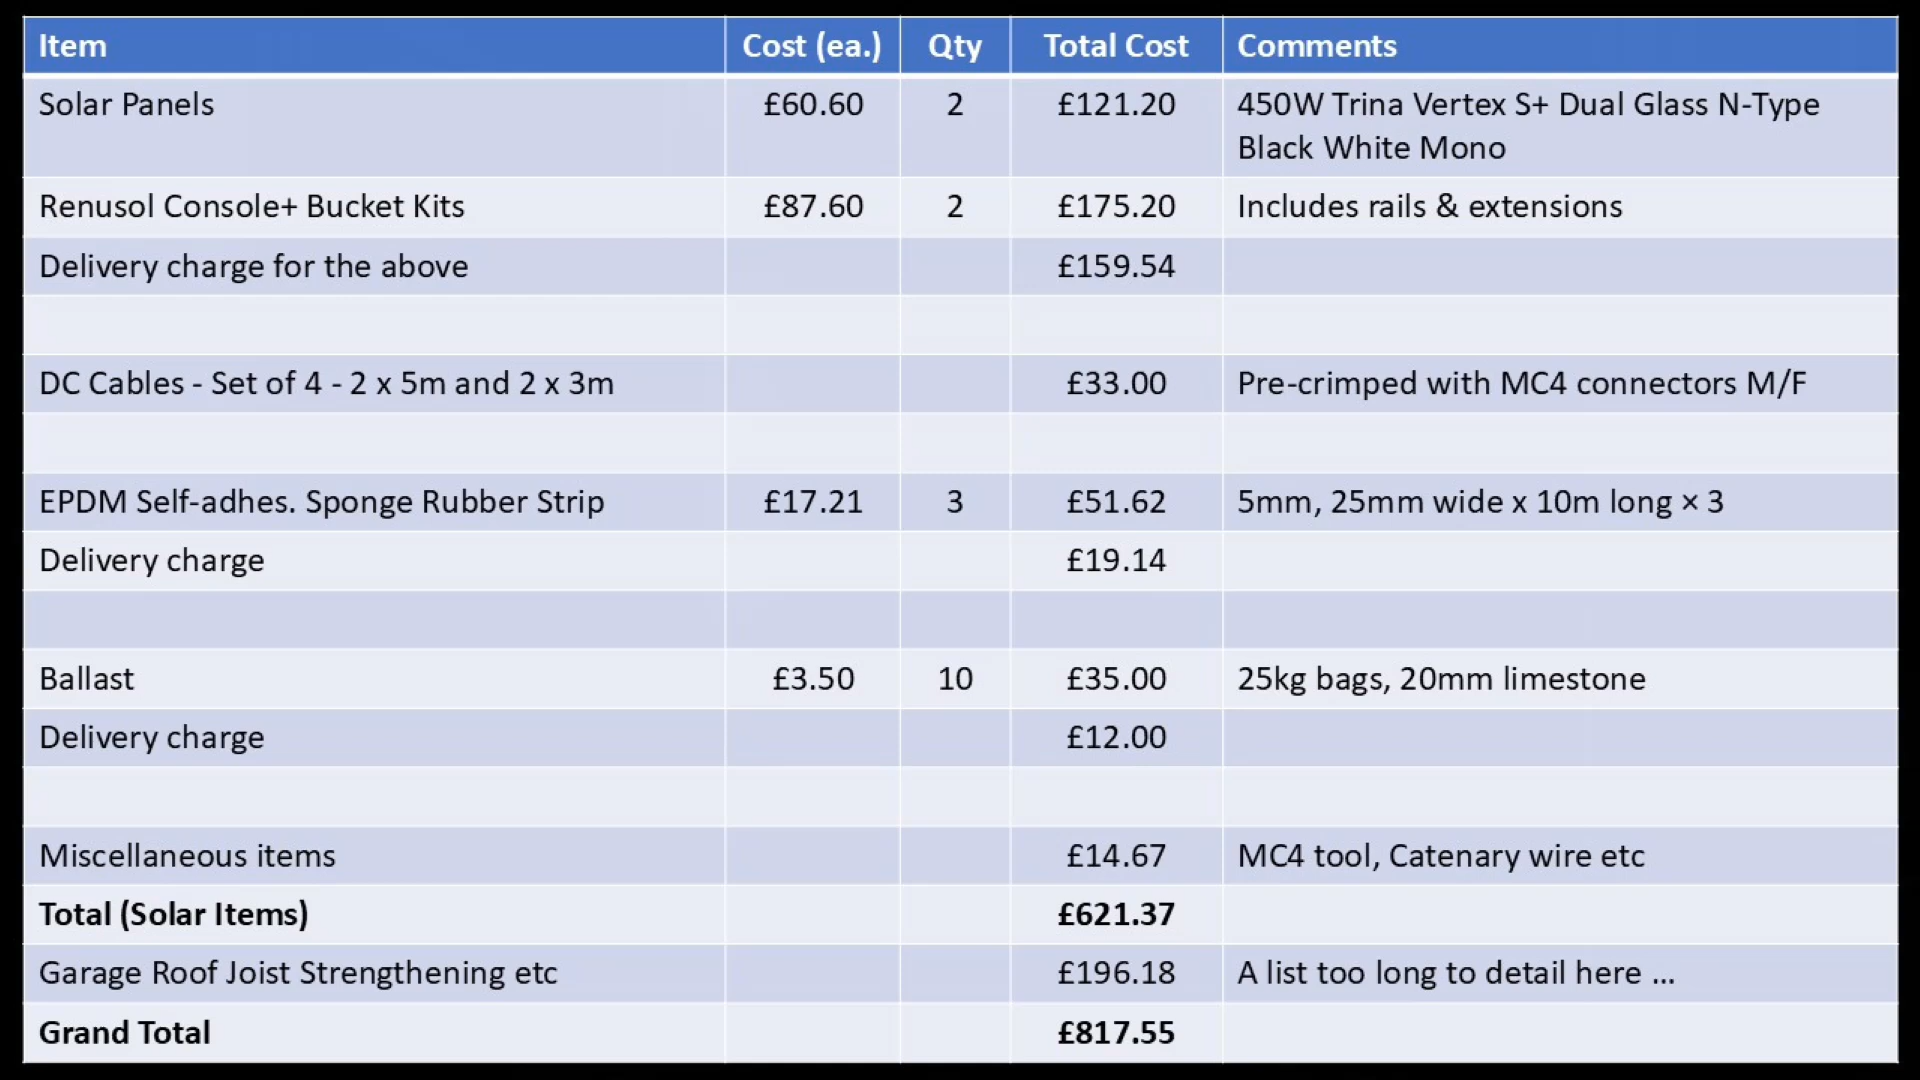 Item Cost (ea.) Qty Total Cost Comments
Solar Panels £60.60 2 £121.20 450W Trina Vertex S+ Dual Glass N-Type
Black White Mono
Renusol Console+ Bucket Kits £87.60 2 £175.20 Includes rails & extensions
Delivery charge for the above £159.54
DC Cables - Set of 4 - 2 x 5m and 2 x 3m £33.00 Pre-crimped with MC4 connectors M/F
EPDM Self-adhes. Sponge Rubber Strip £17.21 3 £51.62 5mm, 25mm wide x 10m long × 3
Delivery charge £19.14
Ballast £3.50 10 £35.00 25kg bags, 20mm limestone
Delivery charge £12.00
Miscellaneous items £14.67 MC4 tool, Catenary wire etc
Total (Solar Items) £621.37
Garage Roof Joist Strengthening etc £196.18 A list too long to detail here ...
Grand Total £817.55